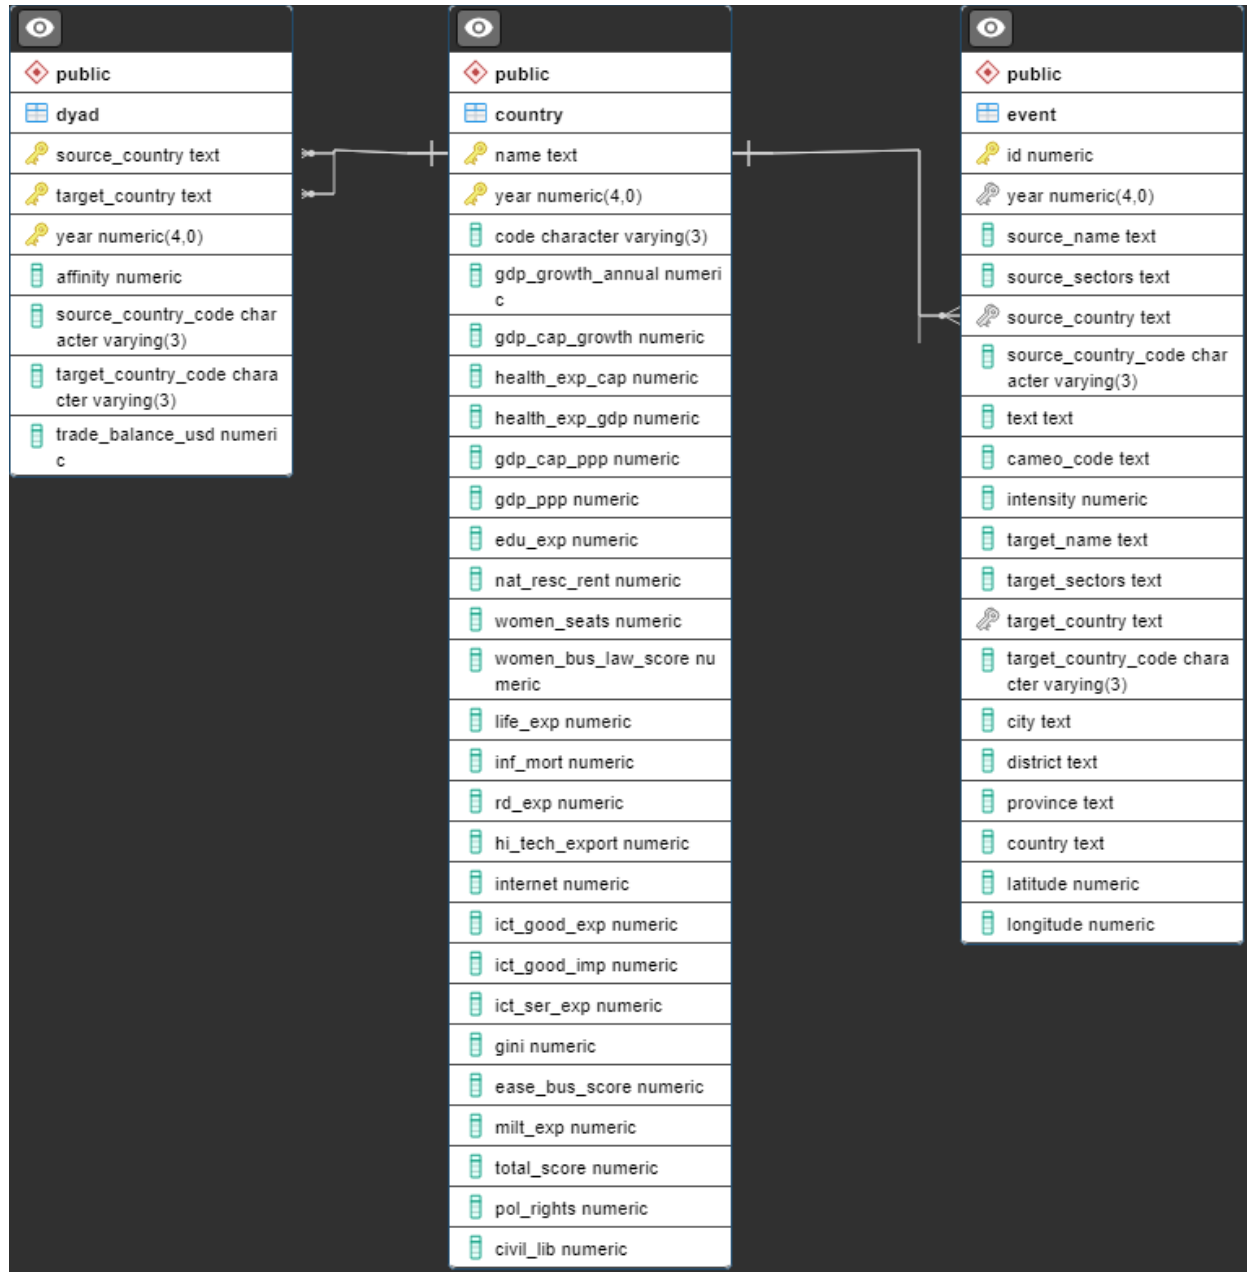 public
dyad
source_country text
target_country text
year numeric(4,0)
affinity numeric
source_country_code char
acter varying(3)
target_country_code chara
cter varying(3)
trade_balance_usd numeri
c
public
country
name text
year numeric(4,0)
code character varying(3)
gdp_growth_annual numeri
c
gdp_cap_growth numeric
health_exp_cap numeric
health_exp_gdp numeric
gdp_cap_ppp numeric
gdp_ppp numeric
edu_exp numeric
nat_resc_rent numeric
women_seats numeric
women_bus_law_score nu
meric
life_exp numeric
inf_mort numeric
rd_exp numeric
hi_tech_export numeric
internet numeric
ict_good_exp numeric
ict_good_imp numeric
ict_ser_exp numeric
gini numeric
ease_bus_score numeric
milt_exp numeric
total_score numeric
pol_rights numeric
civil_lib numeric
public
event
id numeric
year numeric(4,0)
source_name text
source_sectors text
source_country text
source_country_code char
acter varying(3)
text text
cameo_code text
intensity numeric
target_name text
target_sectors text
target_country text
target_country_code chara
cter varying(3)
city text
district text
province text
country text
latitude numeric
longitude numeric